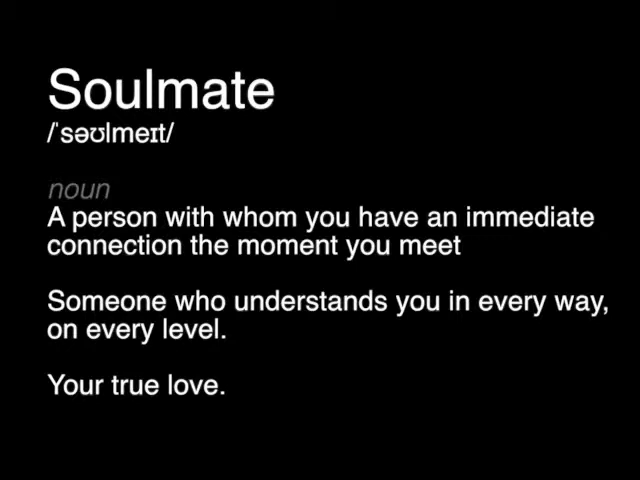 Soulmate
/ˈsəʊlmeɪt/
noun
A person with whom you have an immediate
connection the moment you meet
Someone who understands you in every way,
on every level.
Your true love.